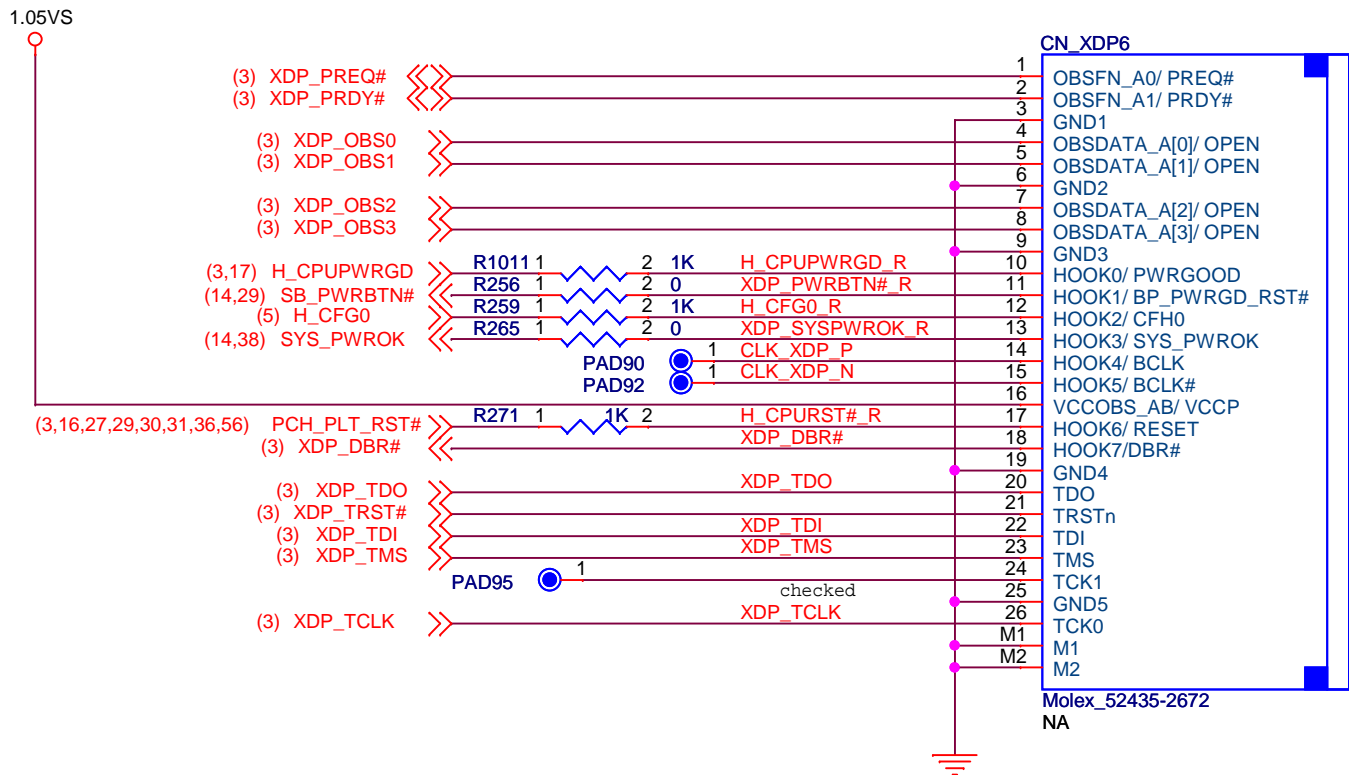 1.05VS
CN_XDP6
(3) XDP_PREQ# 1 OBSFN_A0/ PREQ#
(3) XDP_PRDY# 2 OBSFN_A1/ PRDY#
3 GND1
(3) XDP_OBS0 4 OBSDATA_A[0]/ OPEN
(3) XDP_OBS1 5 OBSDATA_A[1]/ OPEN
6 GND2
(3) XDP_OBS2 7 OBSDATA_A[2]/ OPEN
(3) XDP_OBS3 8 OBSDATA_A[3]/ OPEN
9 GND3
(3,17) H_CPUPWRGD R1011 1 2 1K H_CPUPWRGD_R 10 HOOK0/ PWRGOOD
(14,29) SB_PWRBTN# R256 1 2 0 XDP_PWRBTN#_R 11 HOOK1/ BP_PWRGD_RST#
(5) H_CFG0 R259 1 2 1K H_CFG0_R 12 HOOK2/ CFH0
(14,38) SYS_PWROK R265 1 2 0 XDP_SYSPWROK_R 13 HOOK3/ SYS_PWROK
PAD90 1 CLK_XDP_P 14 HOOK4/ BCLK
PAD92 1 CLK_XDP_N 15 HOOK5/ BCLK#
16 VCCOBS_AB/ VCCP
(3,16,27,29,30,31,36,56) PCH_PLT_RST# R271 1 1K 2 H_CPURST#_R 17 HOOK6/ RESET
(3) XDP_DBR# XDP_DBR# 18 HOOK7/DBR#
19 GND4
(3) XDP_TDO XDP_TDO 20 TDO
(3) XDP_TRST# 21 TRSTn
(3) XDP_TDI XDP_TDI 22 TDI
(3) XDP_TMS XDP_TMS 23 TMS
PAD95 1 24 TCK1
checked 25 GND5
(3) XDP_TCLK XDP_TCLK 26 TCK0
M1 M1
M2 M2
Molex_52435-2672
NA